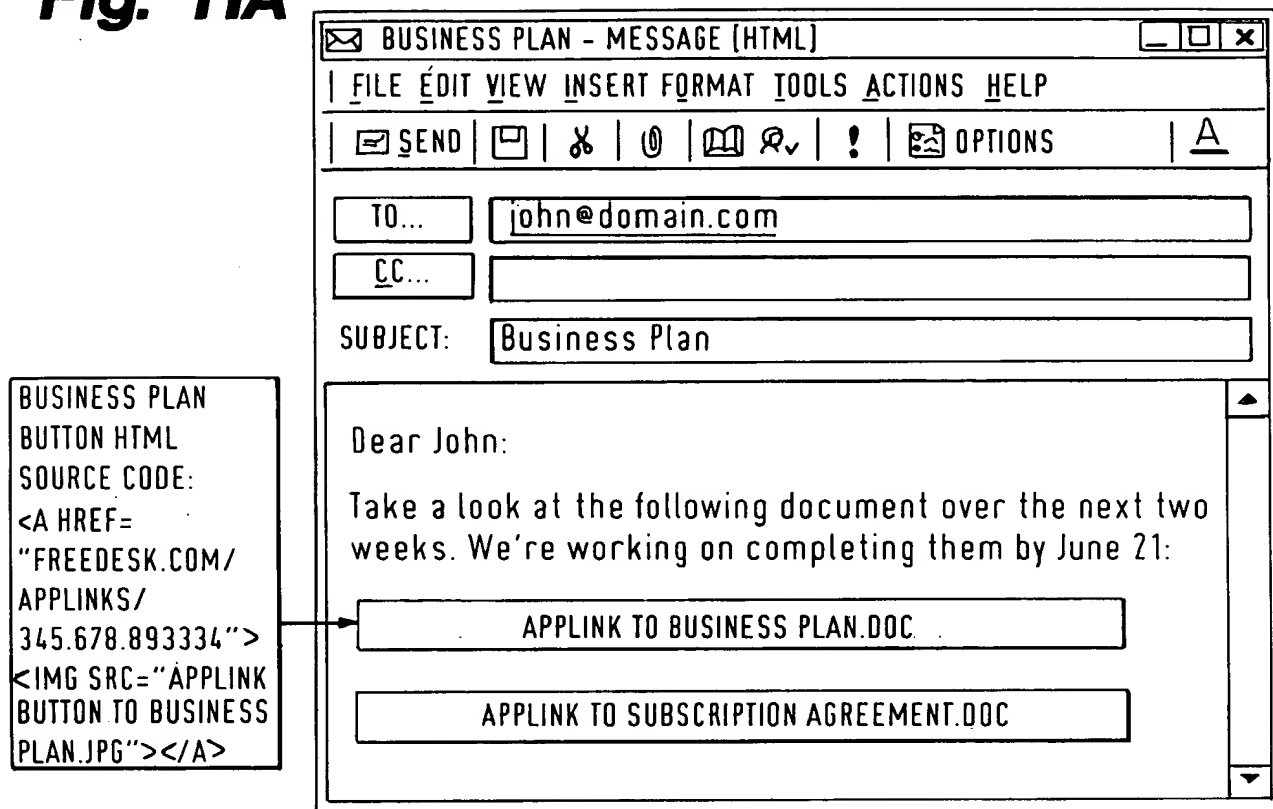 Fig. 11A
BUSINESS PLAN - MESSAGE [HTML]
FILE EDIT VIEW INSERT FORMAT TOOLS ACTIONS HELP
SEND OPTIONS A
TO... john@domain.com
CC...
SUBJECT: Business Plan
Dear John:
Take a look at the following document over the next two
weeks. We're working on completing them by June 21:
APPLINK TO BUSINESS PLAN.DOC
APPLINK TO SUBSCRIPTION AGREEMENT.DOC
BUSINESS PLAN
BUTTON HTML
SOURCE CODE:
<A HREF=
"FREEDESK.COM/
APPLINKS/
345.678.893334">
<IMG SRC="APPLINK
BUTTON TO BUSINESS
PLAN.JPG"></A>